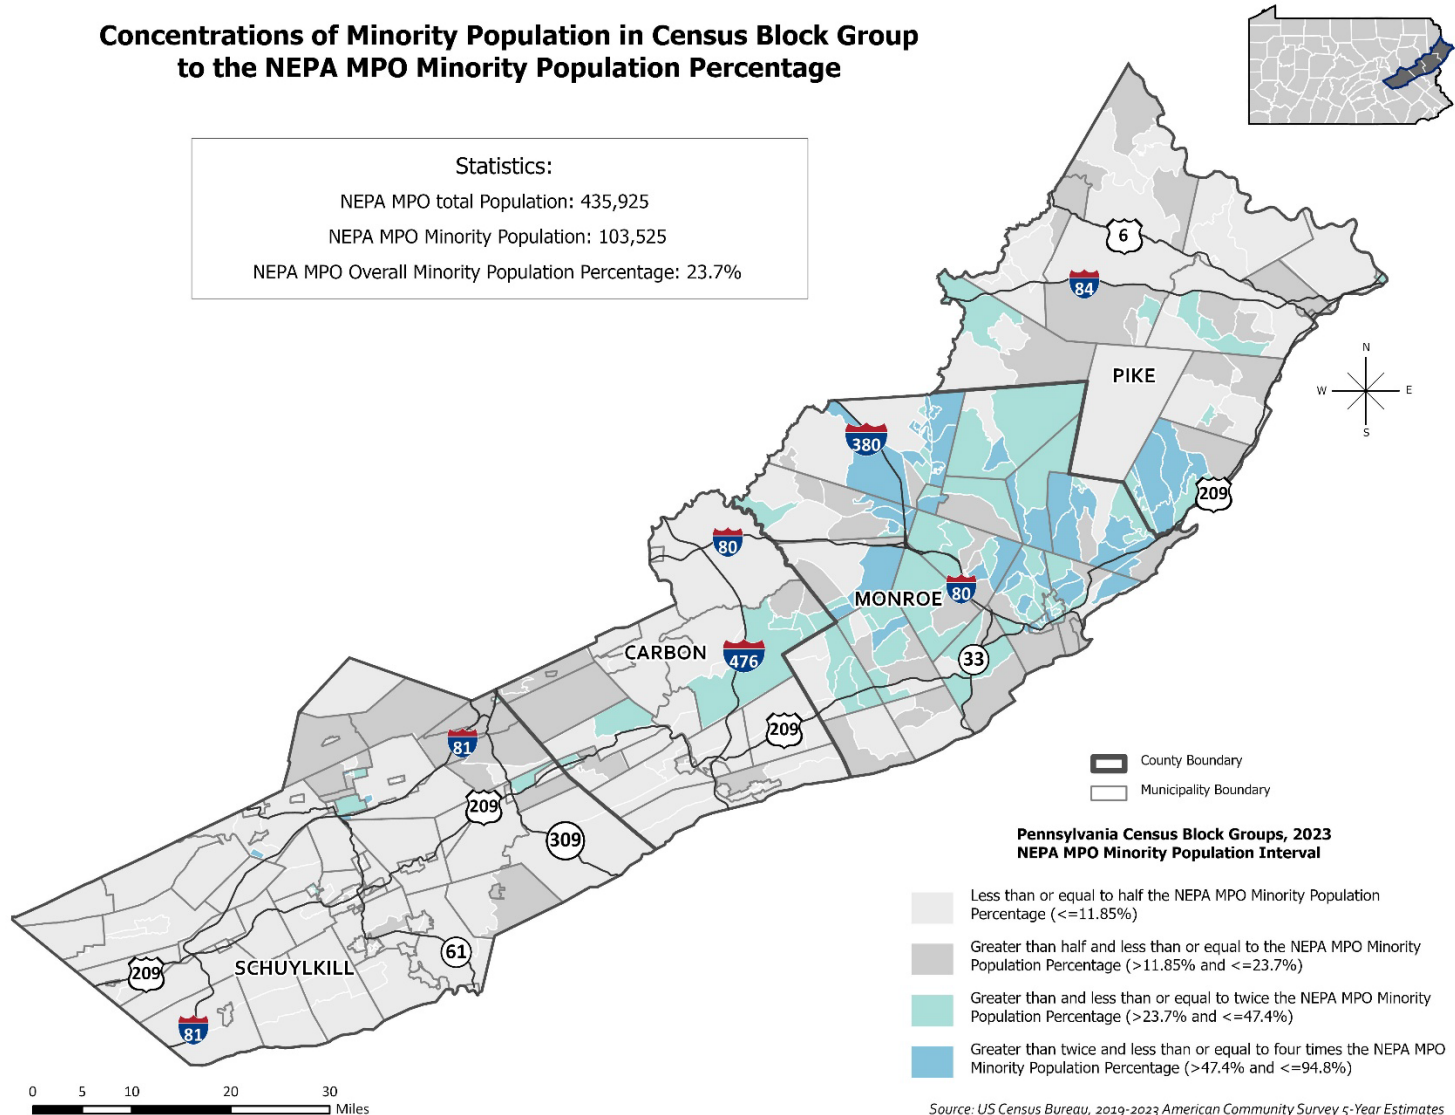 Concentrations of Minority Population in Census Block Group
to the NEPA MPO Minority Population Percentage
Statistics:
NEPA MPO total Population: 435,925
NEPA MPO Minority Population: 103,525
NEPA MPO Overall Minority Population Percentage: 23.7%
6
84
N
W E
S
PIKE
380
209
80
MONROE
80
CARBON
476
33
209
81
209
309
61
209
SCHUYLKILL
81
County Boundary
Municipality Boundary
Pennsylvania Census Block Groups, 2023
NEPA MPO Minority Population Interval
Less than or equal to half the NEPA MPO Minority Population
Percentage (<=11.85%)
Greater than half and less than or equal to the NEPA MPO Minority
Population Percentage (>11.85% and <=23.7%)
Greater than and less than or equal to twice the NEPA MPO Minority
Population Percentage (>23.7% and <=47.4%)
Greater than twice and less than or equal to four times the NEPA MPO
Minority Population Percentage (>47.4% and <=94.8%)
0 5 10 20 30
Miles
Source: US Census Bureau, 2019-2023 American Community Survey 5-Year Estimates